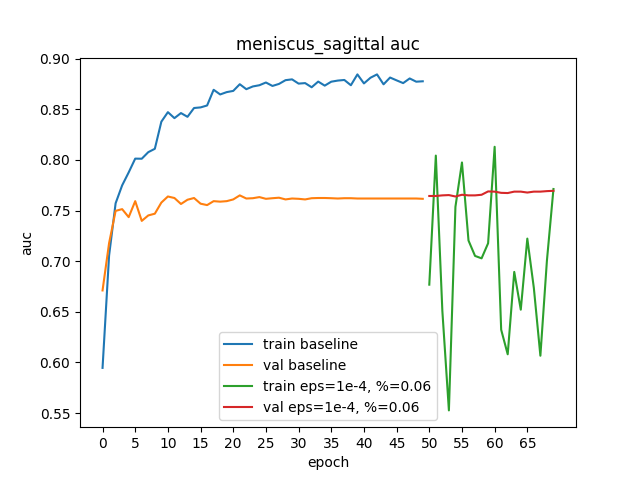 meniscus_sagittal auc
auc
0.90
0.85
0.80
0.75
0.70
0.65
0.60
0.55
train baseline
val baseline
train eps=1e-4, %=0.06
val eps=1e-4, %=0.06
0 5 10 15 20 25 30 35 40 45 50 55 60 65
epoch